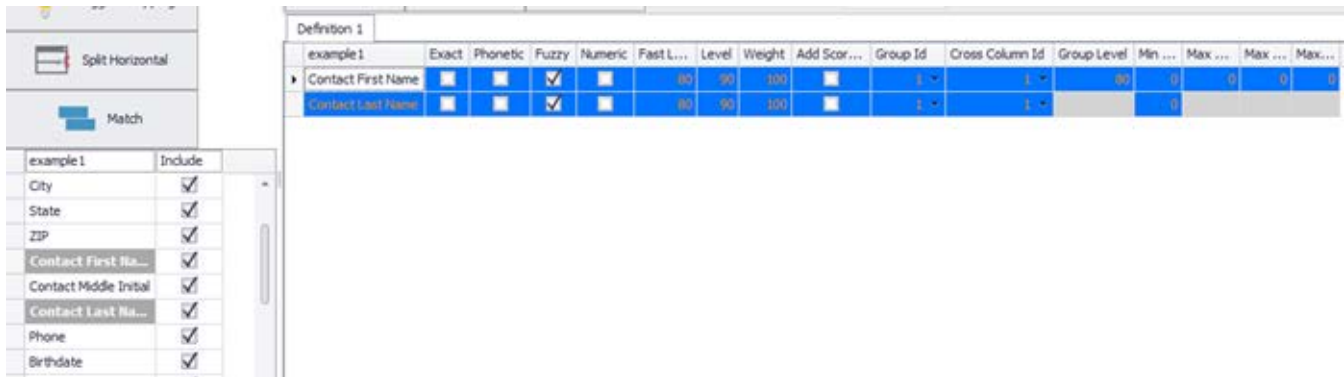 Definition 1
Split Horizontal
example1 Exact Phonetic Fuzzy Numeric Fast L... Level Weight Add Scor... Group Id Cross Column Id Group Level Min ... Max ... Max ... Max...
Contact First Name 80 90 100 1 1 80 0 0 0 0
Contact Last Name 80 90 100 1 1 0
Match
example1 Include
City
State
ZIP
Contact First Na...
Contact Middle Initial
Contact Last Na...
Phone
Birthdate